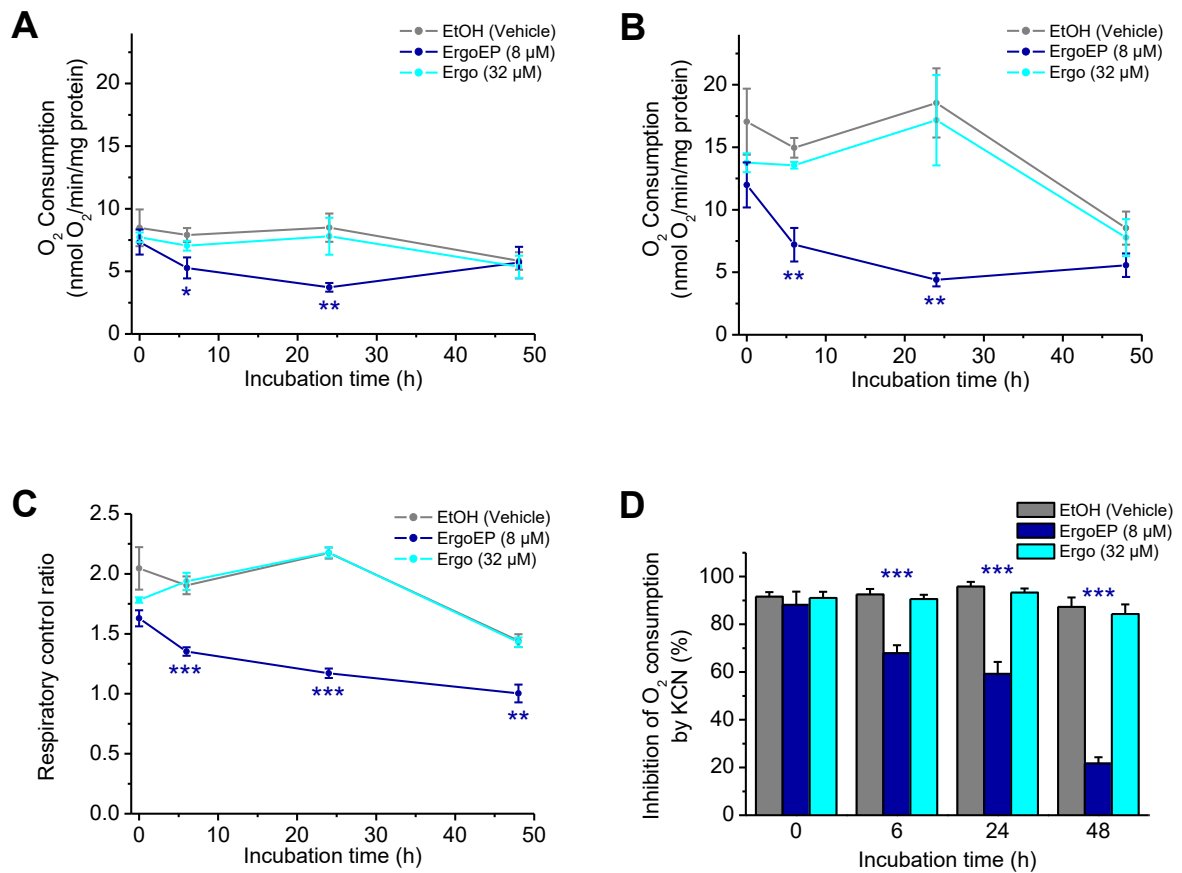 A
EtOH (Vehicle)
ErgoEP (8 µM)
Ergo (32 µM)
O2 Consumption
(nmol O2/min/mg protein)
20
15
10
5
0
*
**
0 10 20 30 40 50
Incubation time (h)
B
EtOH (Vehicle)
ErgoEP (8 µM)
Ergo (32 µM)
O2 Consumption
(nmol O2/min/mg protein)
20
15
10
5
0
**
**
0 10 20 30 40 50
Incubation time (h)
C
EtOH (Vehicle)
ErgoEP (8 µM)
Ergo (32 µM)
Respiratory control ratio
2.5
2.0
1.5
1.0
0.5
0.0
***
***
**
0 10 20 30 40 50
Incubation time (h)
D
EtOH (Vehicle)
ErgoEP (8 µM)
Ergo (32 µM)
Inhibition of O2 consumption
by KCN (%)
100
80
60
40
20
0
***
***
***
0 6 24 48
Incubation time (h)